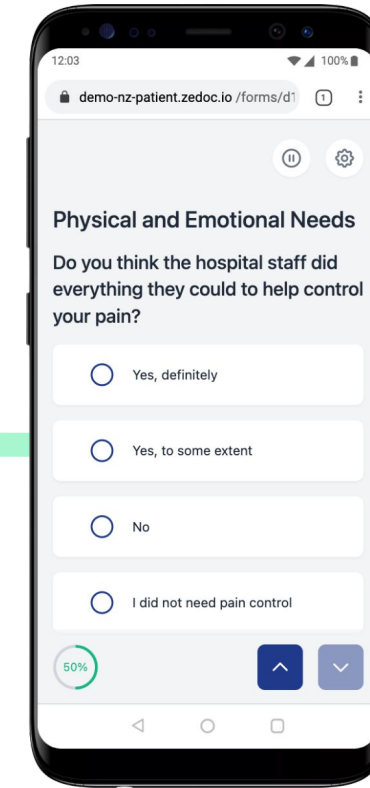 12:03
100%
demo-nz-patient.zedoc.io /forms/d1
1
Physical and Emotional Needs
Do you think the hospital staff did
everything they could to help control
your pain?
Yes, definitely
Yes, to some extent
No
I did not need pain control
50%